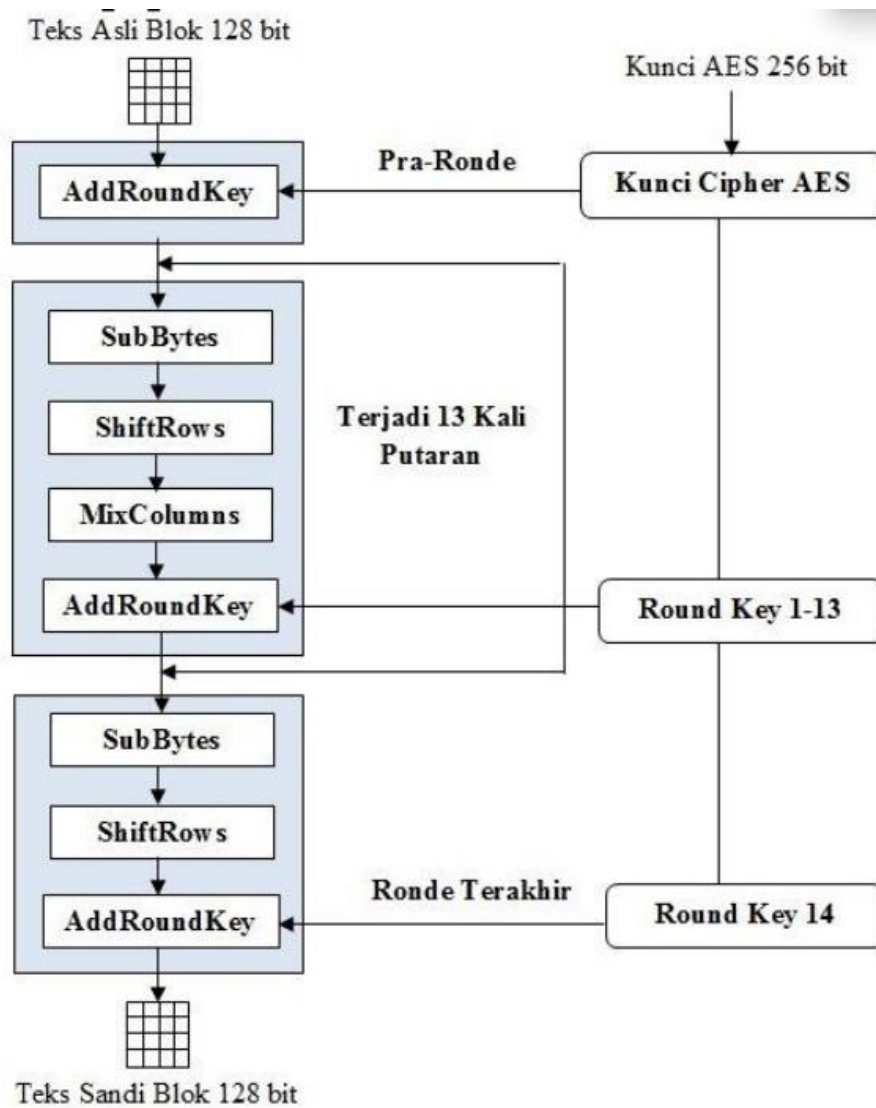 Teks Asli Blok 128 bit
Kunci AES 256 bit
Pra-Ronde
AddRoundKey
Kunci Cipher AES
SubBytes
ShiftRows
Terjadi 13 Kali
Putaran
MixColumns
AddRoundKey
Round Key 1-13
SubBytes
ShiftRows
Ronde Terakhir
AddRoundKey
Round Key 14
Teks Sandi Blok 128 bit